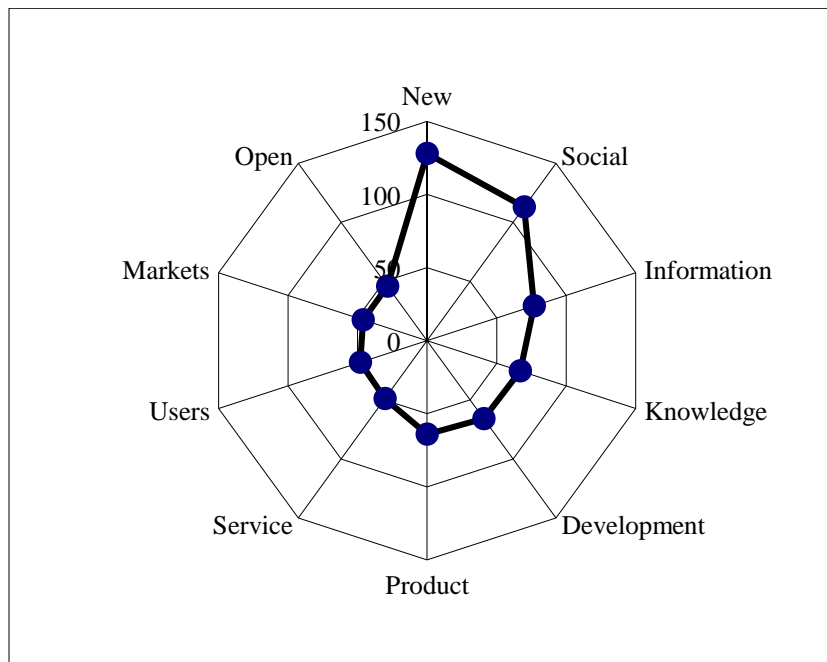 New
150
Open
Social
100
Markets
Information
50
0
Users
Knowledge
Service
Development
Product